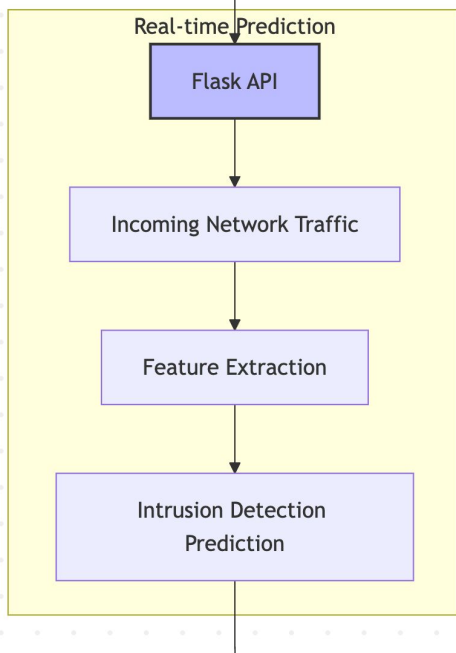 Real-time Prediction
Flask API
Incoming Network Traffic
Feature Extraction
Intrusion Detection
Prediction